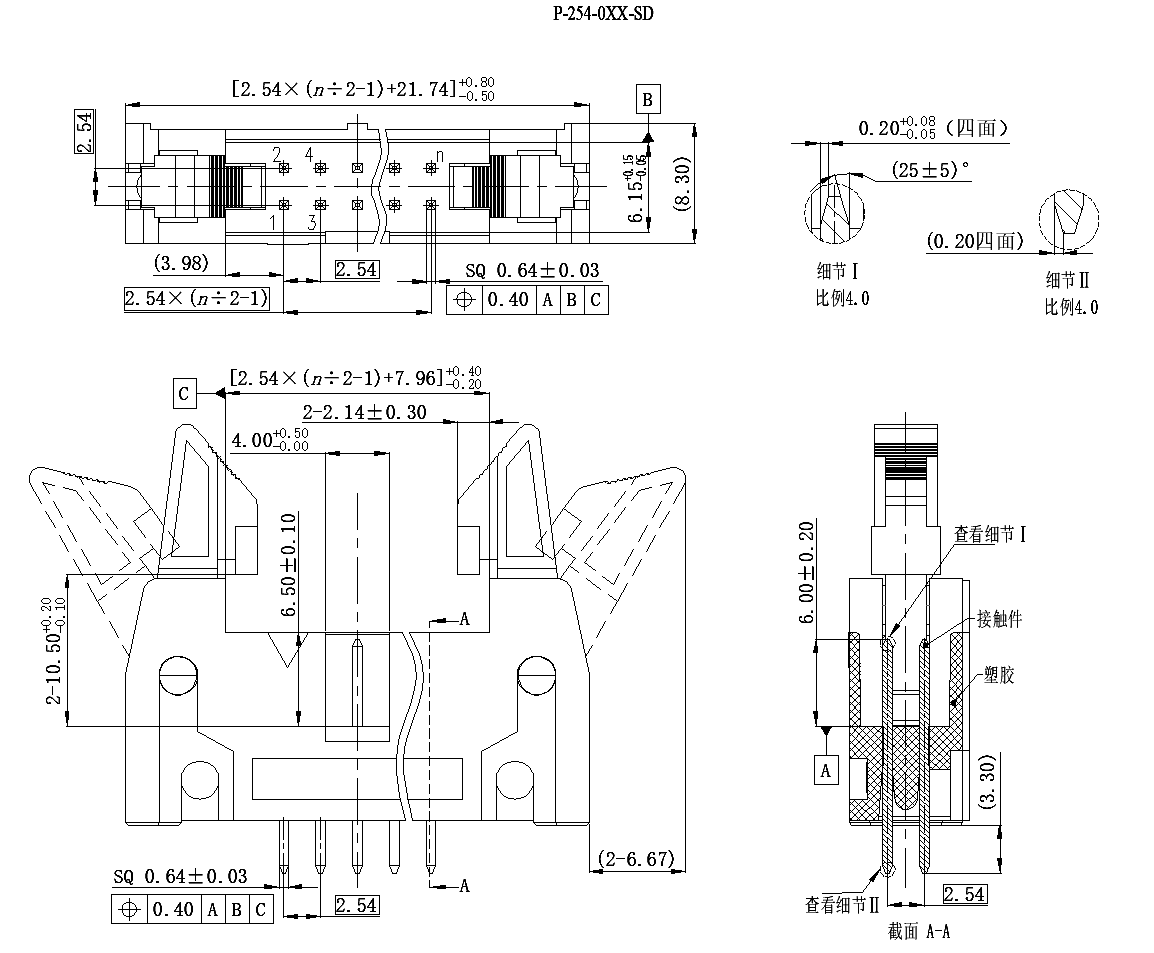 P-254-0XX-SD
[2.54×(n÷2-1)+21.74]+0.80 -0.50
B
2.54
2 4 n
1 3
6.15+0.15 -0.05
(8.30)
(3.98)
2.54
SQ 0.64±0.03
2.54×(n÷2-1)
⌖ 0.40 A B C
0.20+0.08 -0.05 (四面)
(25±5)°
(0.20四面)
细节Ⅰ
比例4.0
细节Ⅱ
比例4.0
C
[2.54×(n÷2-1)+7.96]+0.40 -0.20
2-2.14±0.30
4.00+0.50 -0.00
6.50±0.10
2-10.50+0.20 -0.10
A
A
(2-6.67)
SQ 0.64±0.03
⌖ 0.40 A B C
2.54
6.00±0.20
查看细节Ⅰ
接触件
塑胶
A
(3.30)
查看细节Ⅱ
2.54
截面 A-A